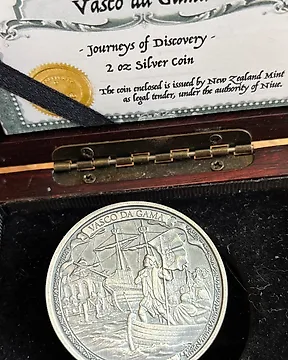 Vasco da Gama
- Journeys of Discovery -
2 oz Silver Coin
The coin enclosed is issued by New Zealand Mint
as legal tender, under the authority of Niue.
VASCO DA GAMA